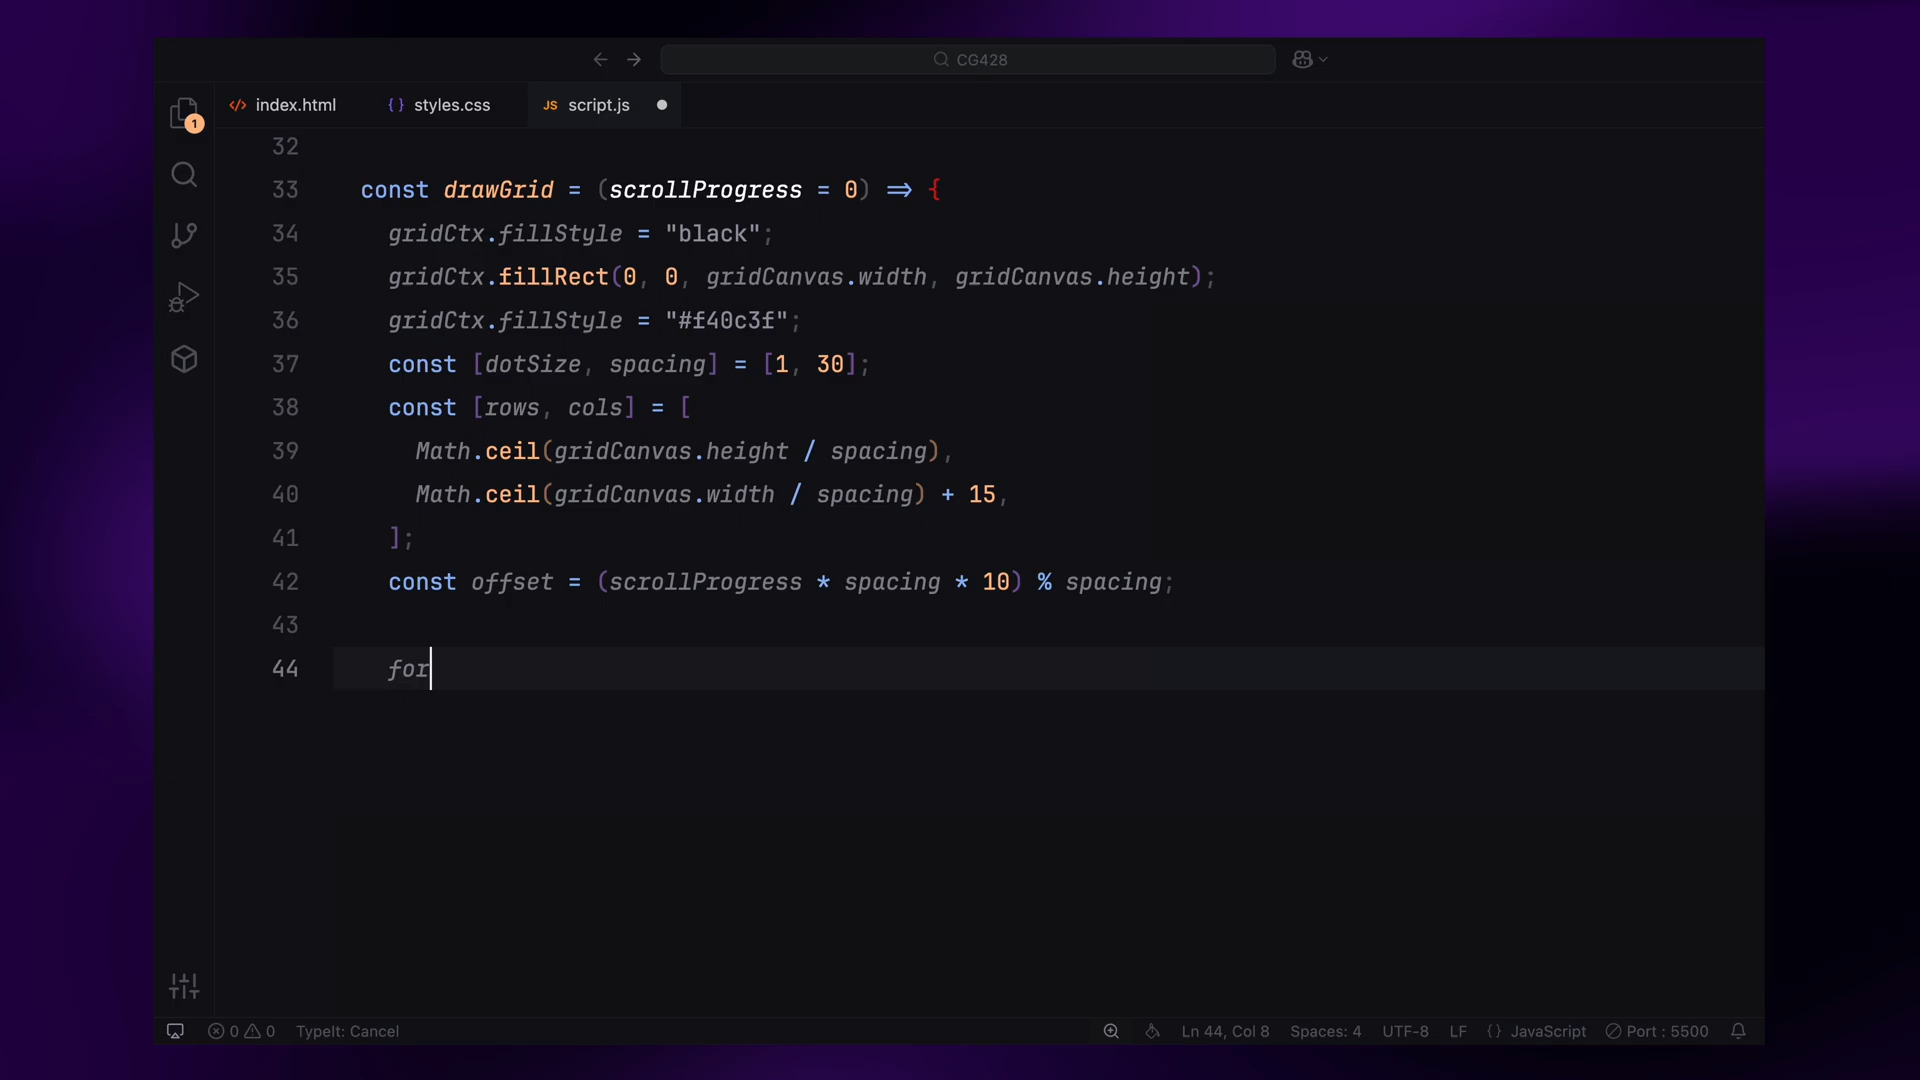 CG428
index.html
styles.css
JS script.js
1
32
33 const drawGrid = (scrollProgress = 0) => {
34 gridCtx.fillStyle = "black";
35 gridCtx.fillRect(0, 0, gridCanvas.width, gridCanvas.height);
36 gridCtx.fillStyle = "#f40c3f";
37 const [dotSize, spacing] = [1, 30];
38 const [rows, cols] = [
39 Math.ceil(gridCanvas.height / spacing),
40 Math.ceil(gridCanvas.width / spacing) + 15,
41 ];
42 const offset = (scrollProgress * spacing * 10) % spacing;
43
44 for
0 0 TypeIt: Cancel Ln 44, Col 8 Spaces: 4 UTF-8 LF {} JavaScript Port : 5500